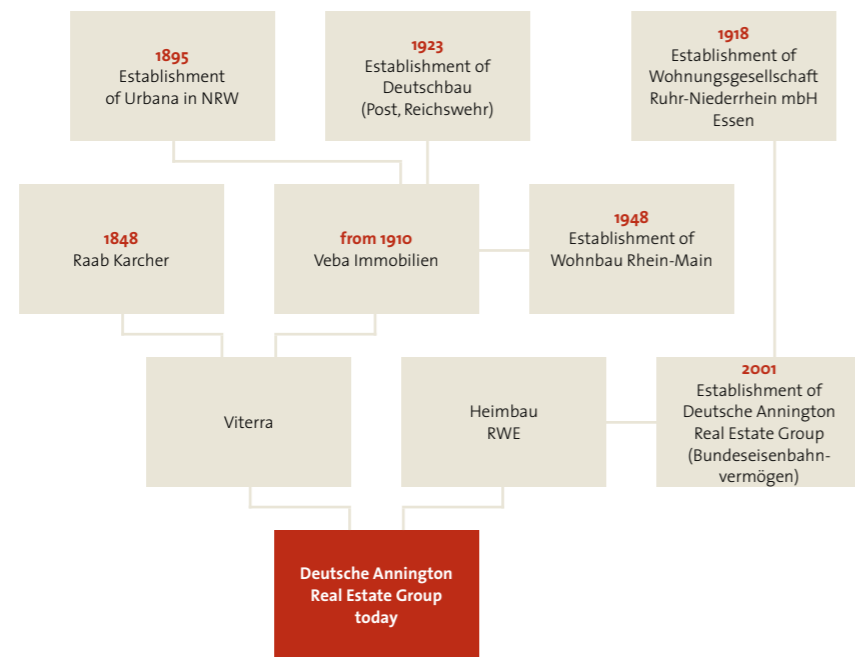 1895
Establishment
of Urbana in NRW
1923
Establishment of
Deutschbau
(Post, Reichswehr)
1918
Establishment of
Wohnungsgesellschaft
Ruhr-Niederrhein mbH
Essen
1848
Raab Karcher
from 1910
Veba Immobilien
1948
Establishment of
Wohnbau Rhein-Main
Viterra
Heimbau
RWE
2001
Establishment of
Deutsche Annington
Real Estate Group
(Bundeseisenbahn-
vermögen)
Deutsche Annington
Real Estate Group
today